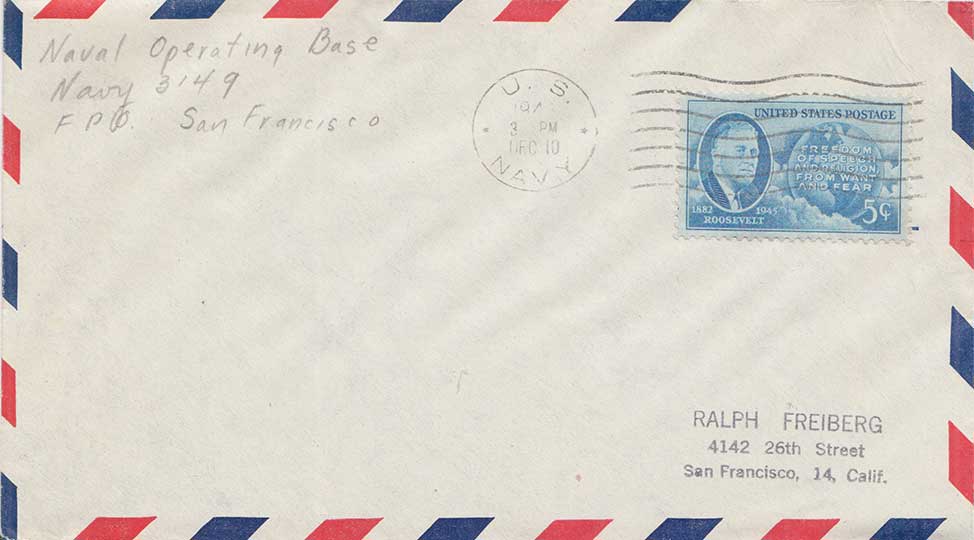 Naval Operating Base
Navy 3149
F P O. San Francisco
U. S.
3 PM
DEC 10
NAVY
UNITED STATES POSTAGE
FREEDOM
OF SPEECH
AND RELIGION,
FROM WANT
AND FEAR
1882 1945
ROOSEVELT
5¢
RALPH FREIBERG
4142 26th Street
San Francisco, 14, Calif.